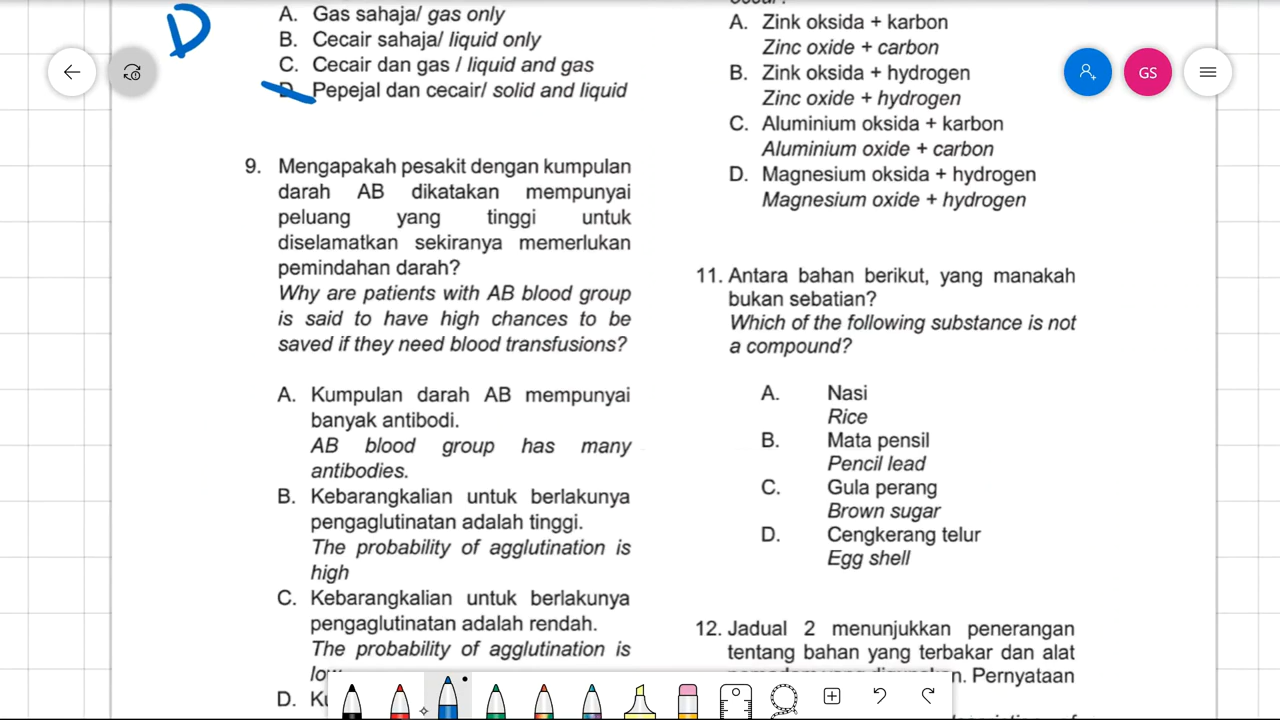 D
A. Gas sahaja/ gas only
B. Cecair sahaja/ liquid only
C. Cecair dan gas / liquid and gas
D. Pepejal dan cecair/ solid and liquid
9. Mengapakah pesakit dengan kumpulan
darah AB dikatakan mempunyai
peluang yang tinggi untuk
diselamatkan sekiranya memerlukan
pemindahan darah?
Why are patients with AB blood group
is said to have high chances to be
saved if they need blood transfusions?
A. Kumpulan darah AB mempunyai
banyak antibodi.
AB blood group has many
antibodies.
B. Kebarangkalian untuk berlakunya
pengaglutinatan adalah tinggi.
The probability of agglutination is
high
C. Kebarangkalian untuk berlakunya
pengaglutinatan adalah rendah.
The probability of agglutination is
low
D.
A. Zink oksida + karbon
Zinc oxide + carbon
B. Zink oksida + hydrogen
Zinc oxide + hydrogen
C. Aluminium oksida + karbon
Aluminium oxide + carbon
D. Magnesium oksida + hydrogen
Magnesium oxide + hydrogen
GS
11. Antara bahan berikut, yang manakah
bukan sebatian?
Which of the following substance is not
a compound?
A. Nasi
Rice
B. Mata pensil
Pencil lead
C. Gula perang
Brown sugar
D. Cengkerang telur
Egg shell
12. Jadual 2 menunjukkan penerangan
tentang bahan yang terbakar dan alat
Pernyataan